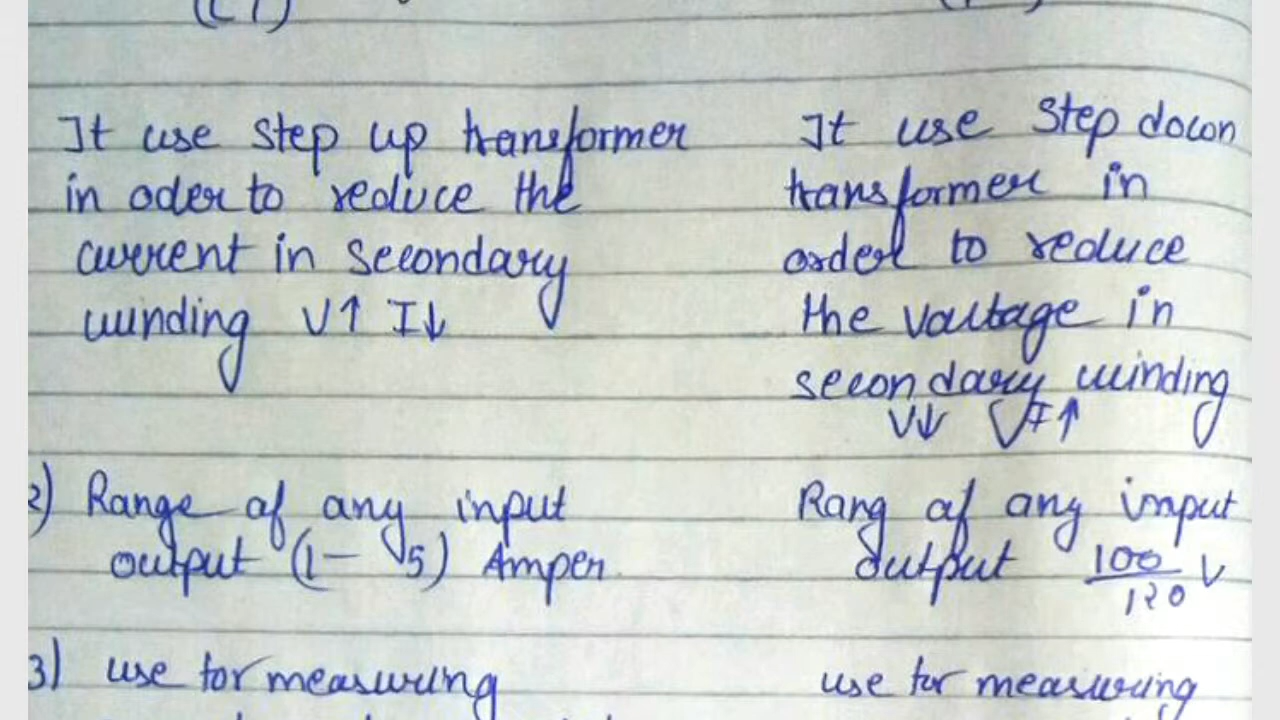 (CT)
It use step up transformer
in oder to reduce the
current in secondary
winding V↑ I↓
2) Range of any input
output (1 - 5) Amper
3) use for measuring
It use Step down
transformer in
order to reduce
the voultage in
secondary winding
V↓ I↑
Rang of any input
output 100/120 V
use for measuring